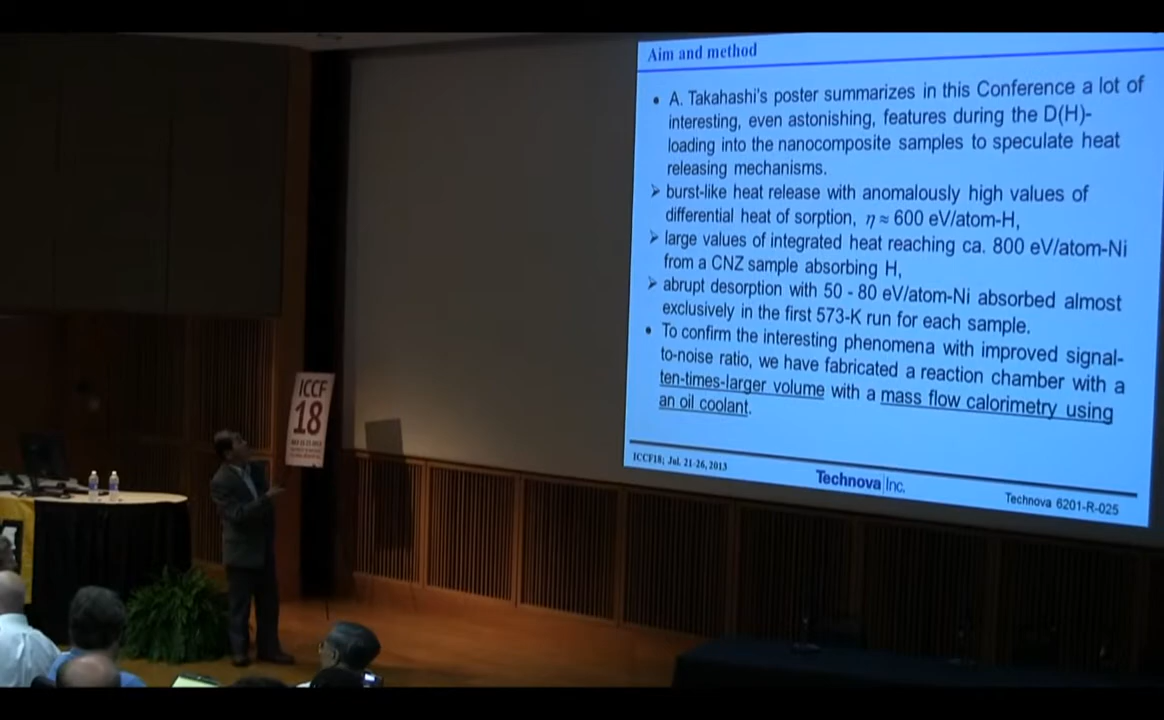 Aim and method
• A. Takahashi's poster summarizes in this Conference a lot of
interesting, even astonishing, features during the D(H)-
loading into the nanocomposite samples to speculate heat
releasing mechanisms.
➢ burst-like heat release with anomalously high values of
differential heat of sorption, η ≈ 600 eV/atom-H,
➢ large values of integrated heat reaching ca. 800 eV/atom-Ni
from a CNZ sample absorbing H,
➢ abrupt desorption with 50 - 80 eV/atom-Ni absorbed almost
exclusively in the first 573-K run for each sample.
• To confirm the interesting phenomena with improved signal-
to-noise ratio, we have fabricated a reaction chamber with a
ten-times-larger volume with a mass flow calorimetry using
an oil coolant.
ICCF18; Jul. 21-26, 2013
Technova Inc.
Technova 6201-R-025
ICCF
18